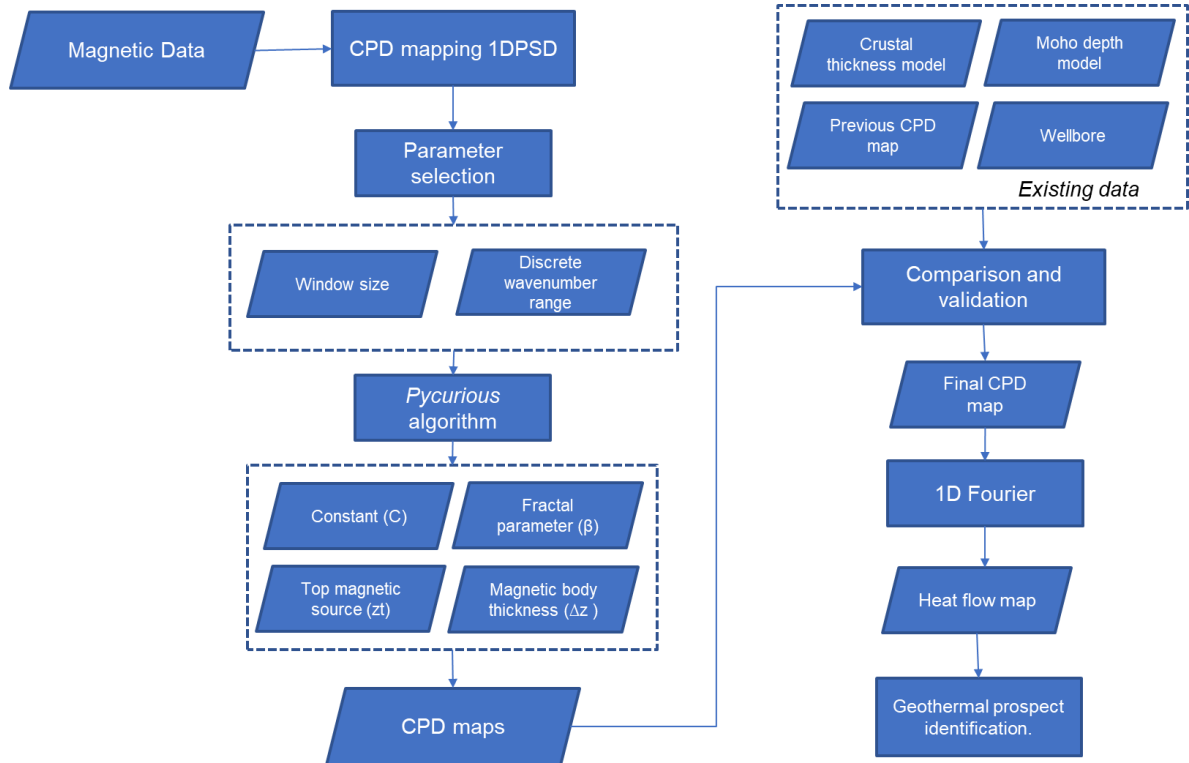 Magnetic Data
CPD mapping 1DPSD
Parameter
selection
Window size
Discrete
wavenumber
range
Pycurious
algorithm
Constant (C)
Fractal
parameter (β)
Top magnetic
source (zt)
Magnetic body
thickness (Δz )
CPD maps
Crustal
thickness model
Moho depth
model
Previous CPD
map
Wellbore
Existing data
Comparison and
validation
Final CPD
map
1D Fourier
Heat flow map
Geothermal prospect
identification.